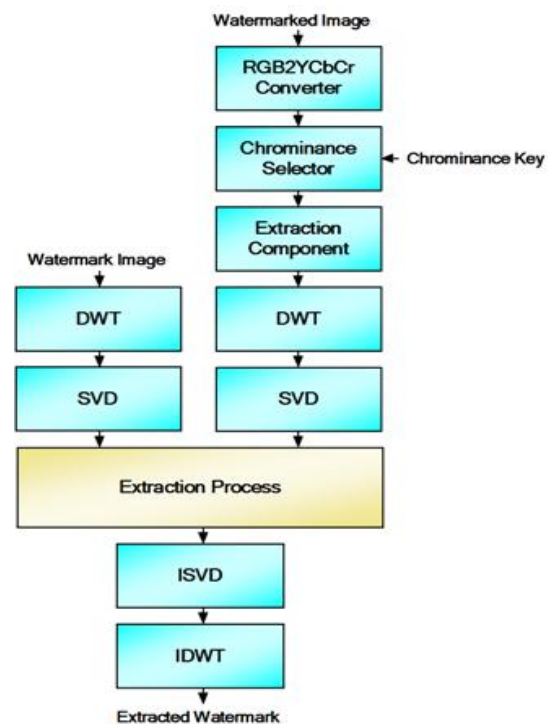 Watermarked Image
RGB2YCbCr
Converter
Chrominance
Selector
Chrominance Key
Extraction
Component
Watermark Image
DWT
DWT
SVD
SVD
Extraction Process
ISVD
IDWT
Extracted Watermark